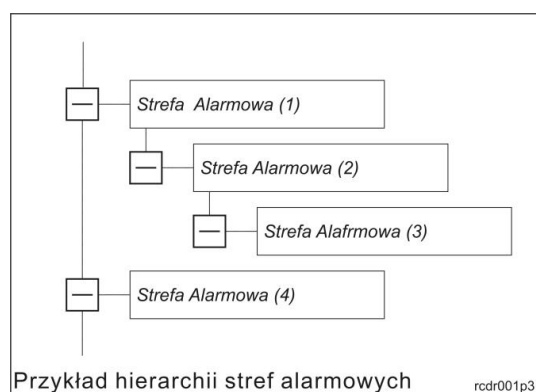 Strefa Alarmowa (1)
Strefa Alarmowa (2)
Strefa Alafrmowa (3)
Strefa Alarmowa (4)
Przykład hierarchii stref alarmowych
rcdr001p3